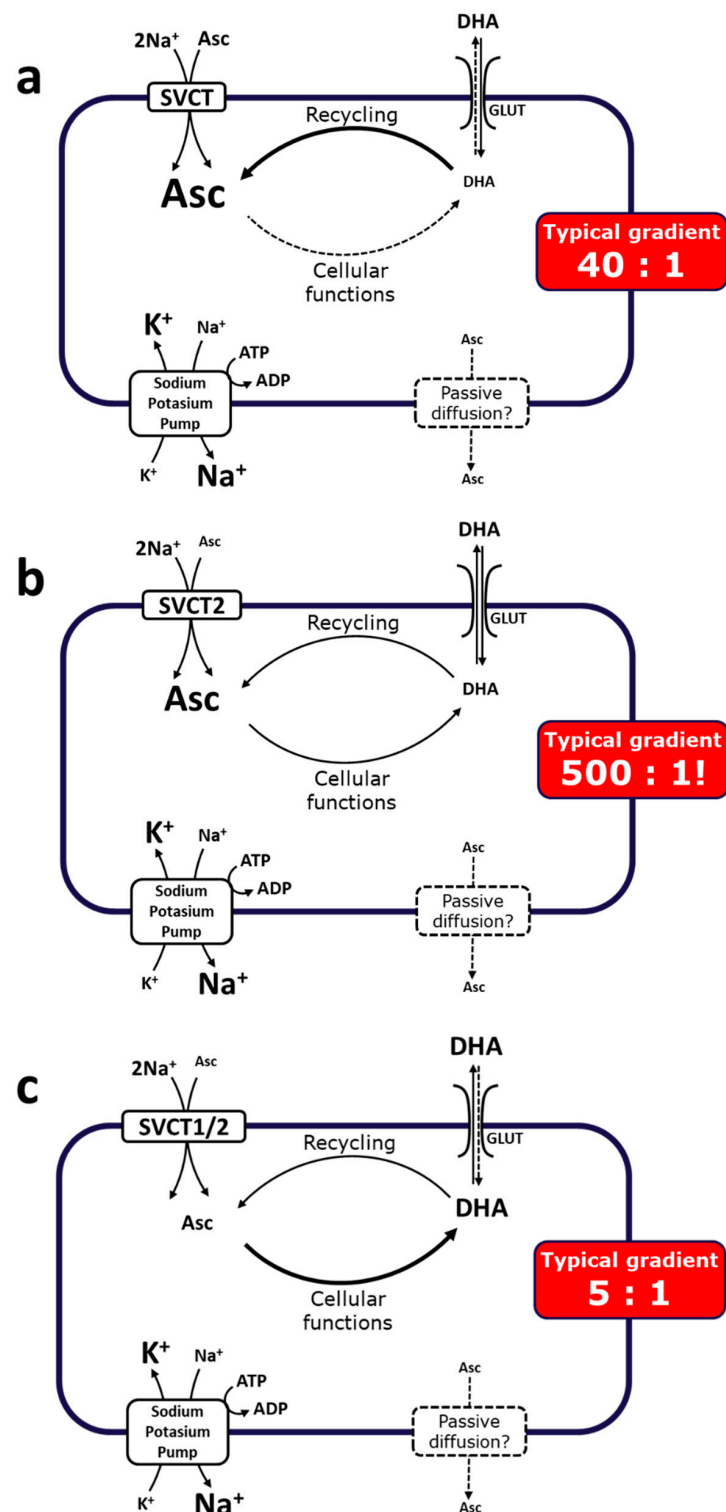 DHA
2Na⁺ Asc
a
SVCT
GLUT
Recycling
Asc
DHA
Typical gradient
40 : 1
Cellular
functions
K⁺ Na⁺
ATP
ADP
Sodium
Potasium
Pump
K⁺
Na⁺
Asc
Passive
diffusion?
Asc
DHA
2Na⁺ Asc
b
SVCT2
GLUT
Recycling
Asc
DHA
Typical gradient
500 : 1!
Cellular
functions
K⁺ Na⁺
ATP
ADP
Sodium
Potasium
Pump
K⁺
Na⁺
Asc
Passive
diffusion?
Asc
DHA
2Na⁺ Asc
c
SVCT1/2
GLUT
Recycling
Asc
DHA
Typical gradient
5 : 1
Cellular
functions
K⁺ Na⁺
ATP
ADP
Sodium
Potasium
Pump
K⁺
Na⁺
Asc
Passive
diffusion?
Asc